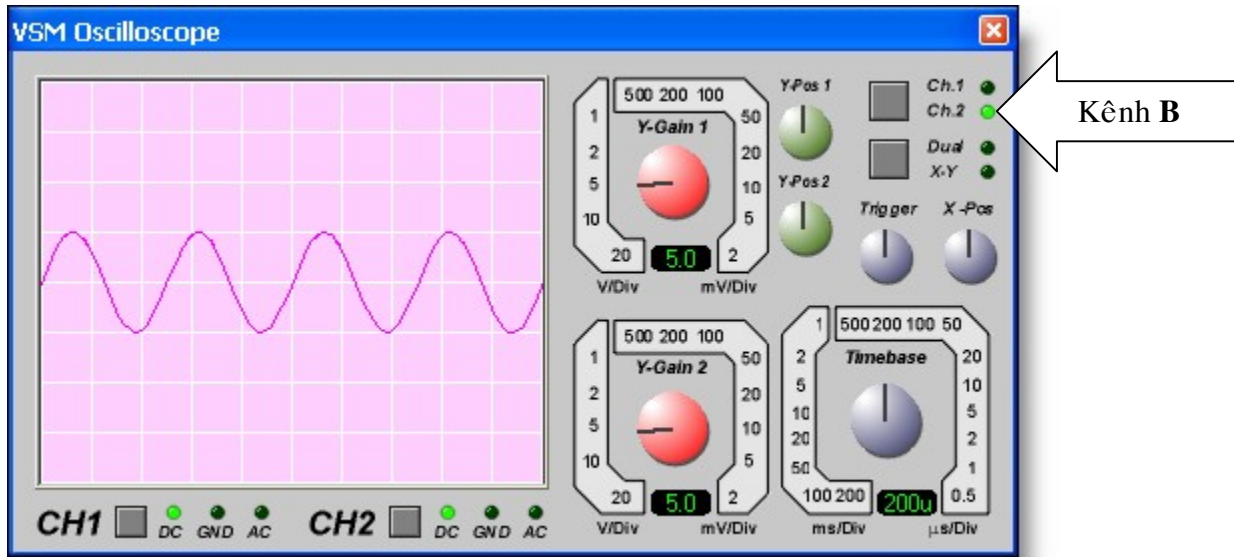 VSM Oscilloscope
500 200 100
1
2
5
10
20
Y-Gain 1
50
20
10
5
2
5.0
V/Div
mV/Div
Y-Pos 1
Y-Pos 2
Ch.1
Ch.2
Dual
X-Y
Trigger
X-Pos
Kênh B
500 200 100
1
2
5
10
20
Y-Gain 2
50
20
10
5
2
5.0
V/Div
mV/Div
1
500 200 100 50
2
5
10
20
50
100 200
Timebase
20
10
5
2
1
0.5
200u
ms/Div
µs/Div
CH1
DC
GND
AC
CH2
DC
GND
AC